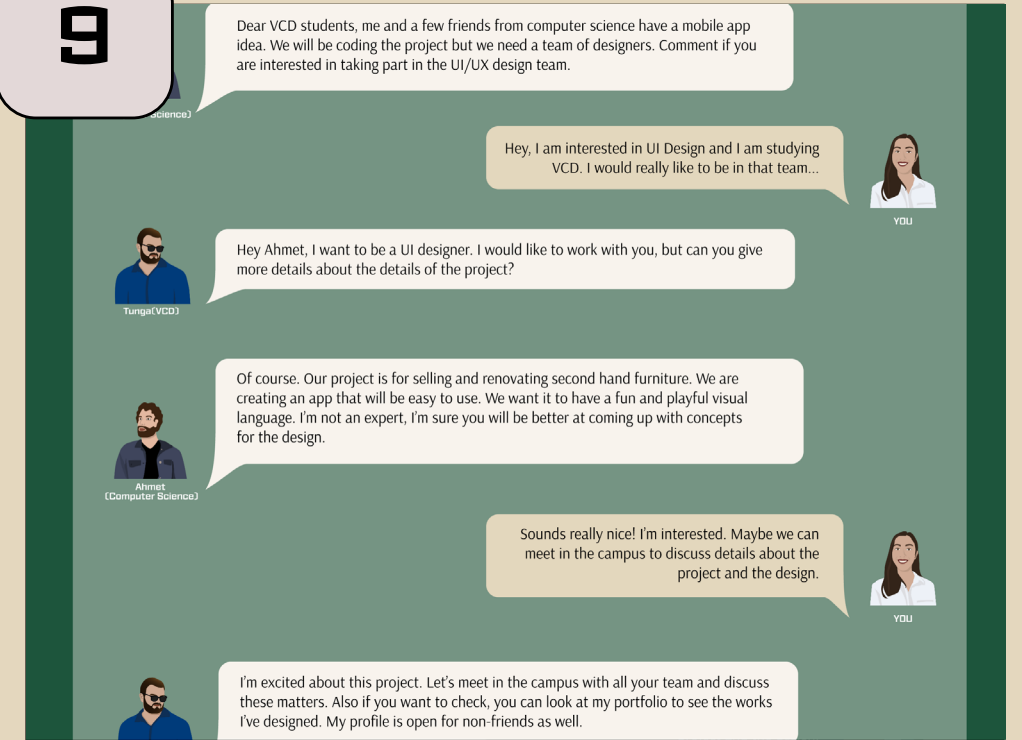 9
Dear VCD students, me and a few friends from computer science have a mobile app
idea. We will be coding the project but we need a team of designers. Comment if you
are interested in taking part in the UI/UX design team.
Science)
Hey, I am interested in UI Design and I am studying
VCD. I would really like to be in that team...
YOU
Hey Ahmet, I want to be a UI designer. I would like to work with you, but can you give
more details about the details of the project?
Tunga(VCD)
Of course. Our project is for selling and renovating second hand furniture. We are
creating an app that will be easy to use. We want it to have a fun and playful visual
language. I'm not an expert, I'm sure you will be better at coming up with concepts
for the design.
Ahmet
(Computer Science)
Sounds really nice! I'm interested. Maybe we can
meet in the campus to discuss details about the
project and the design.
YOU
I'm excited about this project. Let's meet in the campus with all your team and discuss
these matters. Also if you want to check, you can look at my portfolio to see the works
I've designed. My profile is open for non-friends as well.